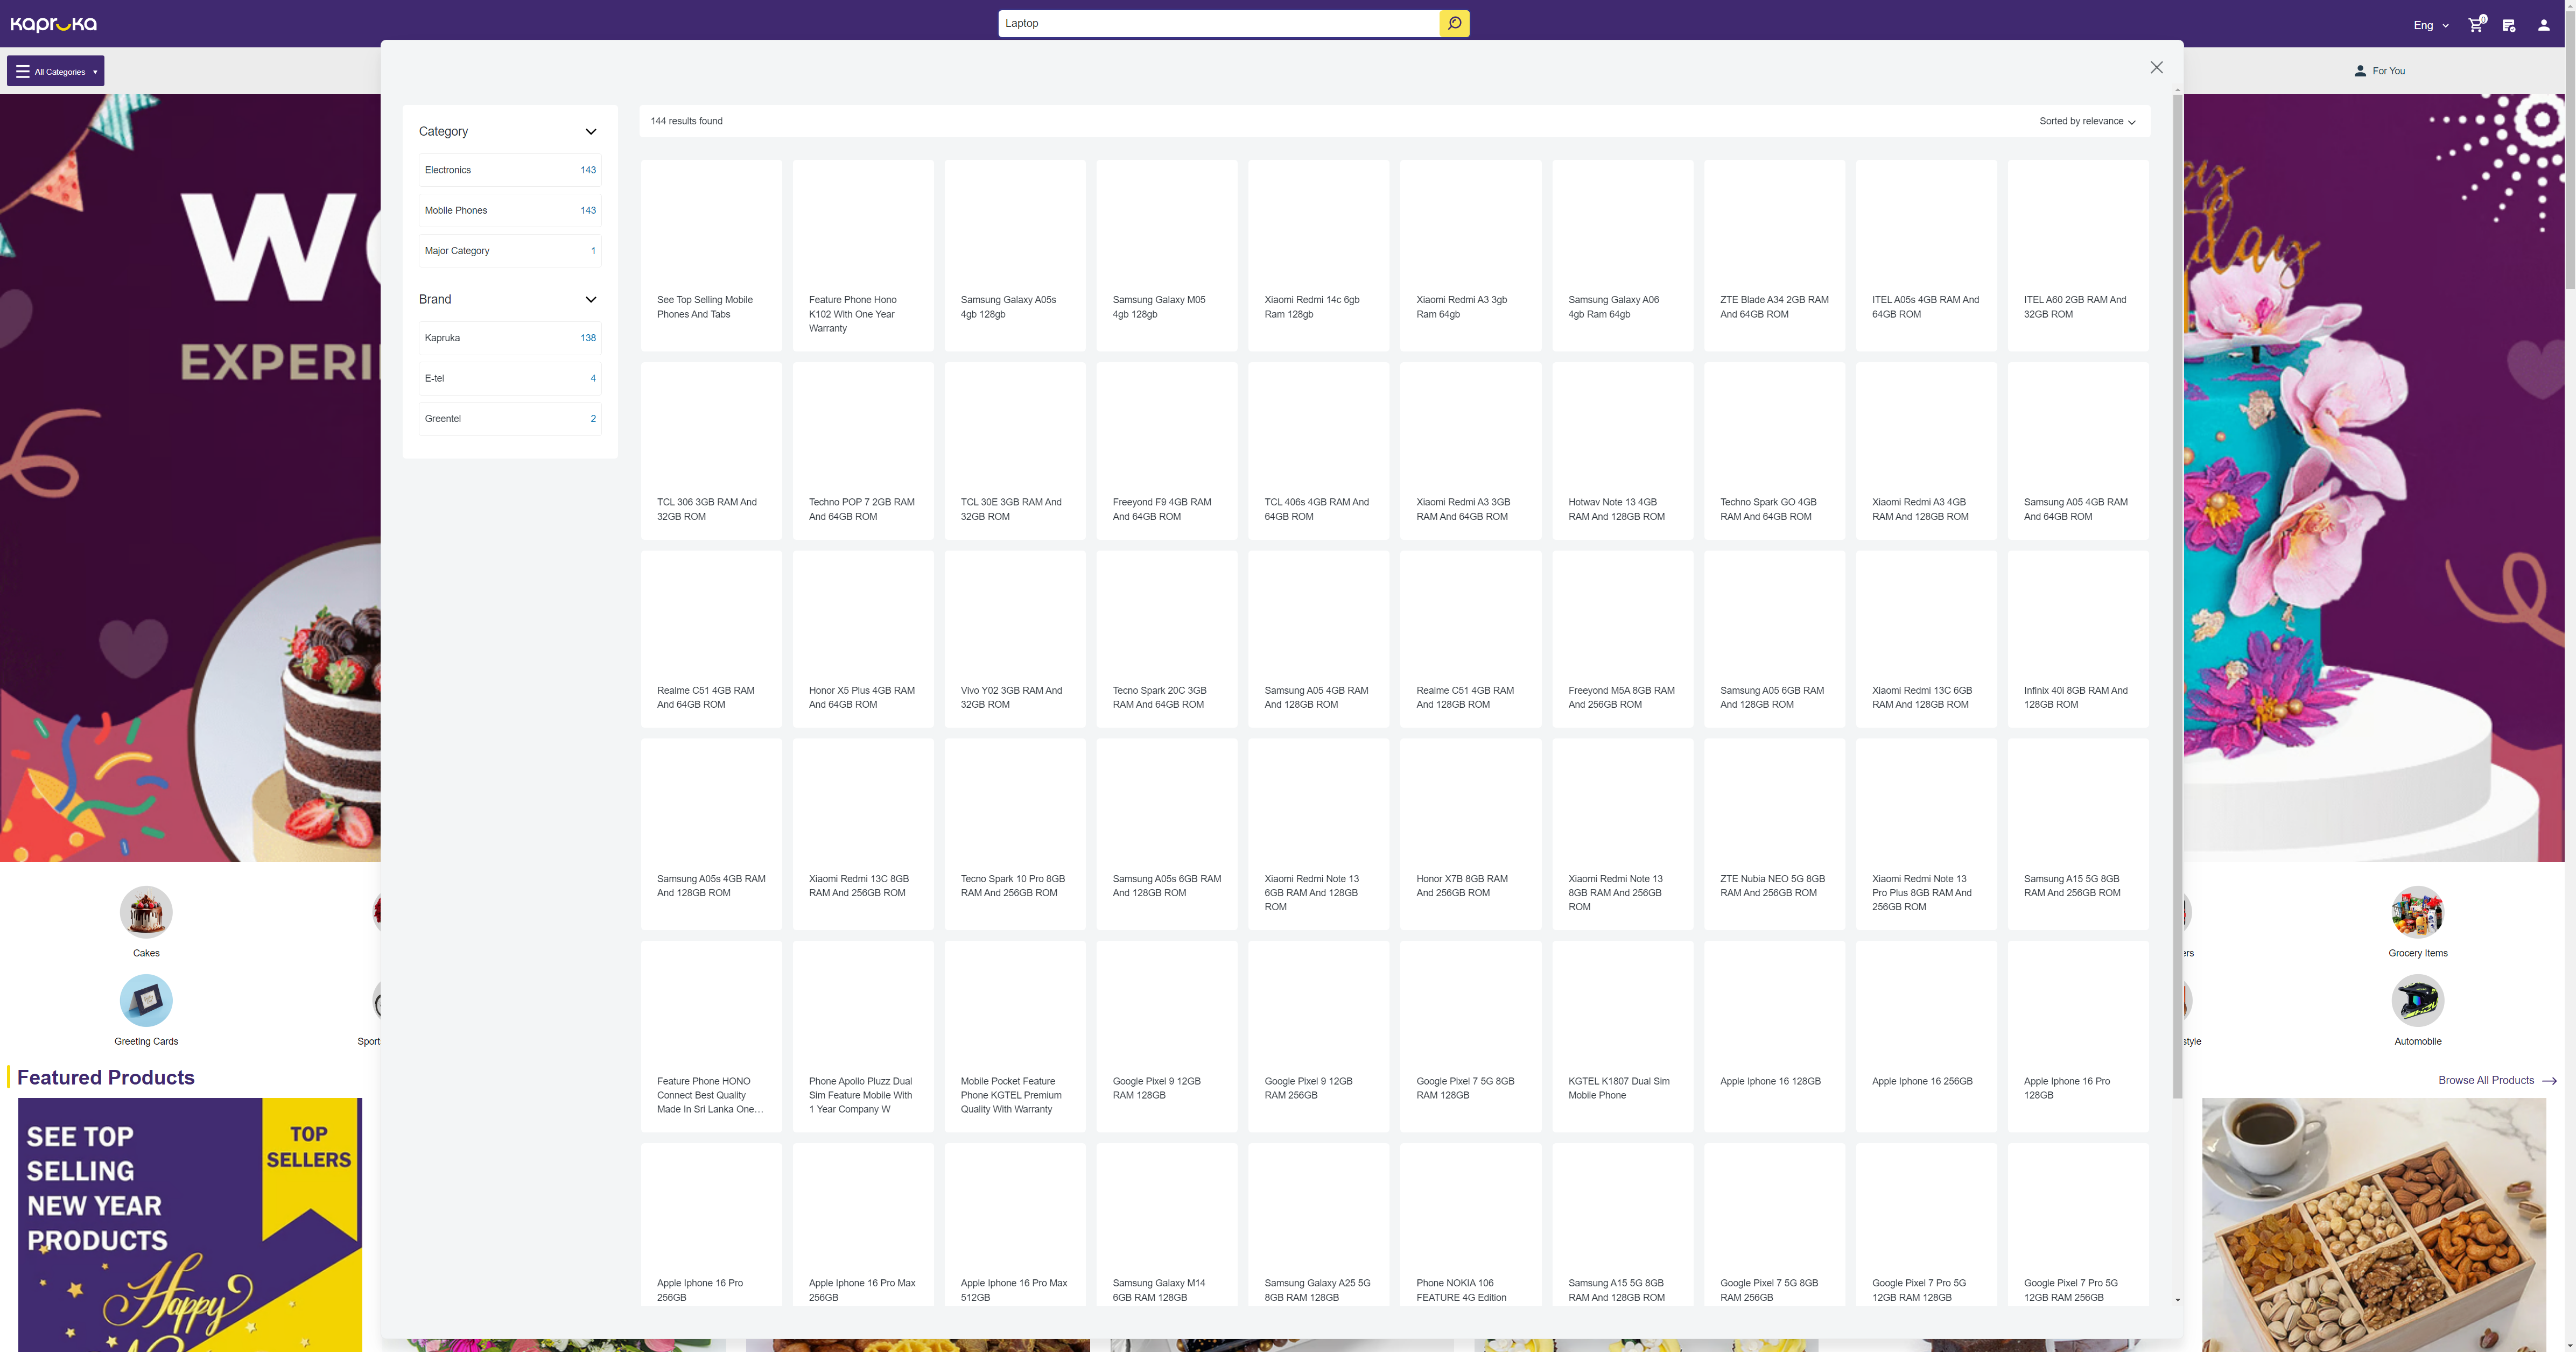 kapruka
Laptop
Eng
0
All Categories
For You
WO
EXPERI
day
Category
Electronics 143
Mobile Phones 143
Major Category 1
Brand
Kapruka 138
E-tel 4
Greentel 2
144 results found
Sorted by relevance
See Top Selling Mobile
Phones And Tabs
Feature Phone Hono
K102 With One Year
Warranty
Samsung Galaxy A05s
4gb 128gb
Samsung Galaxy M05
4gb 128gb
Xiaomi Redmi 14c 6gb
Ram 128gb
Xiaomi Redmi A3 3gb
Ram 64gb
Samsung Galaxy A06
4gb Ram 64gb
ZTE Blade A34 2GB RAM
And 64GB ROM
ITEL A05s 4GB RAM And
64GB ROM
ITEL A60 2GB RAM And
32GB ROM
TCL 306 3GB RAM And
32GB ROM
Techno POP 7 2GB RAM
And 64GB ROM
TCL 30E 3GB RAM And
32GB ROM
Freeyond F9 4GB RAM
And 64GB ROM
TCL 406s 4GB RAM And
64GB ROM
Xiaomi Redmi A3 3GB
RAM And 64GB ROM
Hotwav Note 13 4GB
RAM And 128GB ROM
Techno Spark GO 4GB
RAM And 64GB ROM
Xiaomi Redmi A3 4GB
RAM And 128GB ROM
Samsung A05 4GB RAM
And 64GB ROM
Realme C51 4GB RAM
And 64GB ROM
Honor X5 Plus 4GB RAM
And 64GB ROM
Vivo Y02 3GB RAM And
32GB ROM
Tecno Spark 20C 3GB
RAM And 64GB ROM
Samsung A05 4GB RAM
And 128GB ROM
Realme C51 4GB RAM
And 128GB ROM
Freeyond M5A 8GB RAM
And 256GB ROM
Samsung A05 6GB RAM
And 128GB ROM
Xiaomi Redmi 13C 6GB
RAM And 128GB ROM
Infinix 40i 8GB RAM And
128GB ROM
Samsung A05s 4GB RAM
And 128GB ROM
Xiaomi Redmi 13C 8GB
RAM And 256GB ROM
Tecno Spark 10 Pro 8GB
RAM And 256GB ROM
Samsung A05s 6GB RAM
And 128GB ROM
Xiaomi Redmi Note 13
6GB RAM And 128GB
ROM
Honor X7B 8GB RAM
And 256GB ROM
Xiaomi Redmi Note 13
8GB RAM And 256GB
ROM
ZTE Nubia NEO 5G 8GB
RAM And 256GB ROM
Xiaomi Redmi Note 13
Pro Plus 8GB RAM And
256GB ROM
Samsung A15 5G 8GB
RAM And 256GB ROM
Feature Phone HONO
Connect Best Quality
Made In Sri Lanka One...
Phone Apollo Pluzz Dual
Sim Feature Mobile With
1 Year Company W
Mobile Pocket Feature
Phone KGTEL Premium
Quality With Warranty
Google Pixel 9 12GB
RAM 128GB
Google Pixel 9 12GB
RAM 256GB
Google Pixel 7 5G 8GB
RAM 128GB
KGTEL K1807 Dual Sim
Mobile Phone
Apple Iphone 16 128GB
Apple Iphone 16 256GB
Apple Iphone 16 Pro
128GB
Apple Iphone 16 Pro
256GB
Apple Iphone 16 Pro Max
256GB
Apple Iphone 16 Pro Max
512GB
Samsung Galaxy M14
6GB RAM 128GB
Samsung Galaxy A25 5G
8GB RAM 128GB
Phone NOKIA 106
FEATURE 4G Edition
Samsung A15 5G 8GB
RAM And 128GB ROM
Google Pixel 7 5G 8GB
RAM 256GB
Google Pixel 7 Pro 5G
12GB RAM 128GB
Google Pixel 7 Pro 5G
12GB RAM 256GB
Cakes
Grocery Items
Greeting Cards
Sport
style
Automobile
Featured Products
Browse All Products
SEE TOP
SELLING
NEW YEAR
PRODUCTS
TOP
SELLERS
Happy